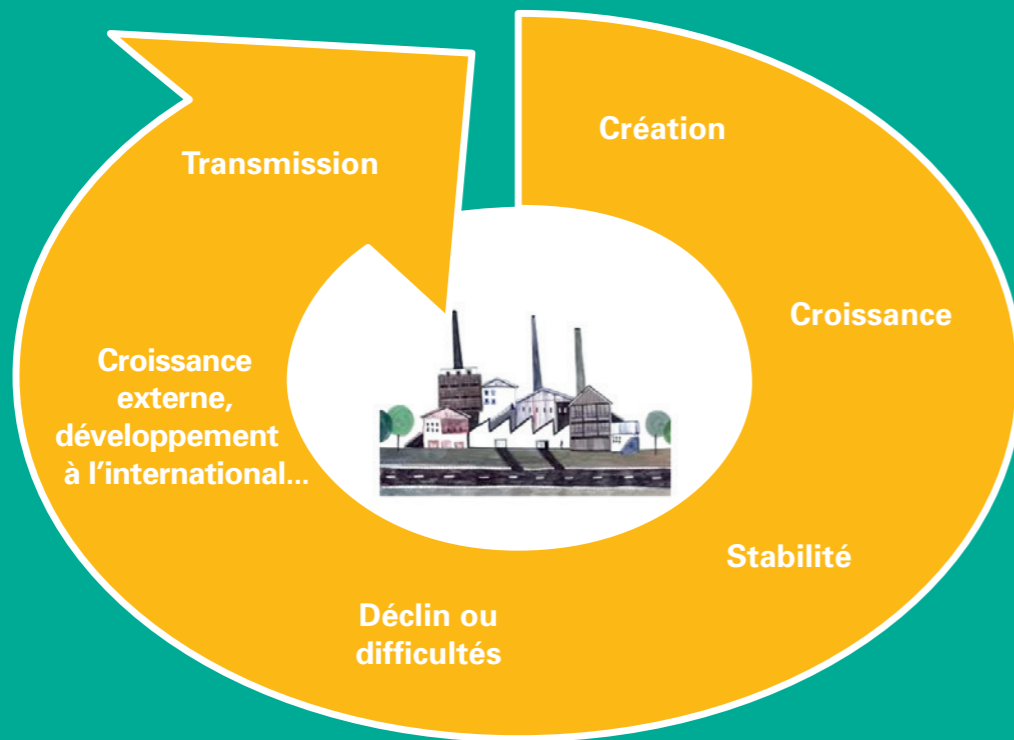 Création
Croissance
Stabilité
Déclin ou
difficultés
Croissance
externe,
développement
à l’international...
Transmission